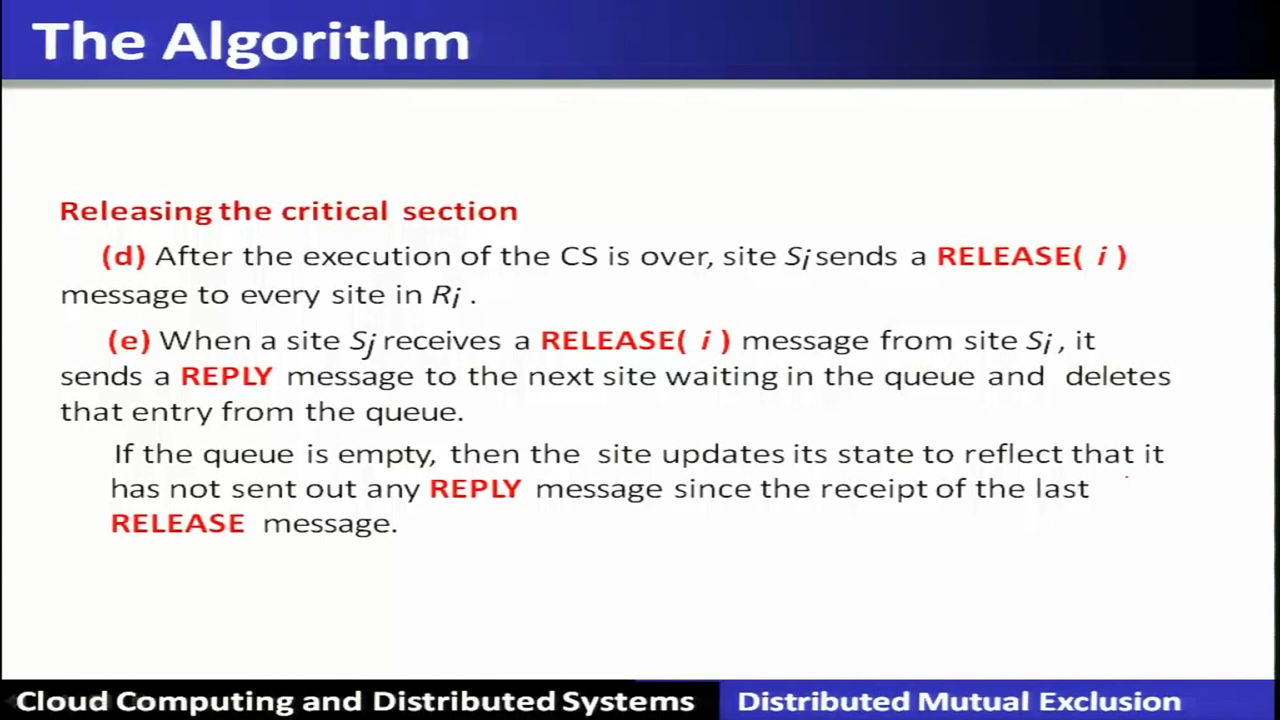 The Algorithm
Releasing the critical section
(d) After the execution of the CS is over, site Si sends a RELEASE( i )
message to every site in Ri .
(e) When a site Sj receives a RELEASE( i ) message from site Si , it
sends a REPLY message to the next site waiting in the queue and deletes
that entry from the queue.
If the queue is empty, then the site updates its state to reflect that it
has not sent out any REPLY message since the receipt of the last
RELEASE message.
Cloud Computing and Distributed Systems
Distributed Mutual Exclusion